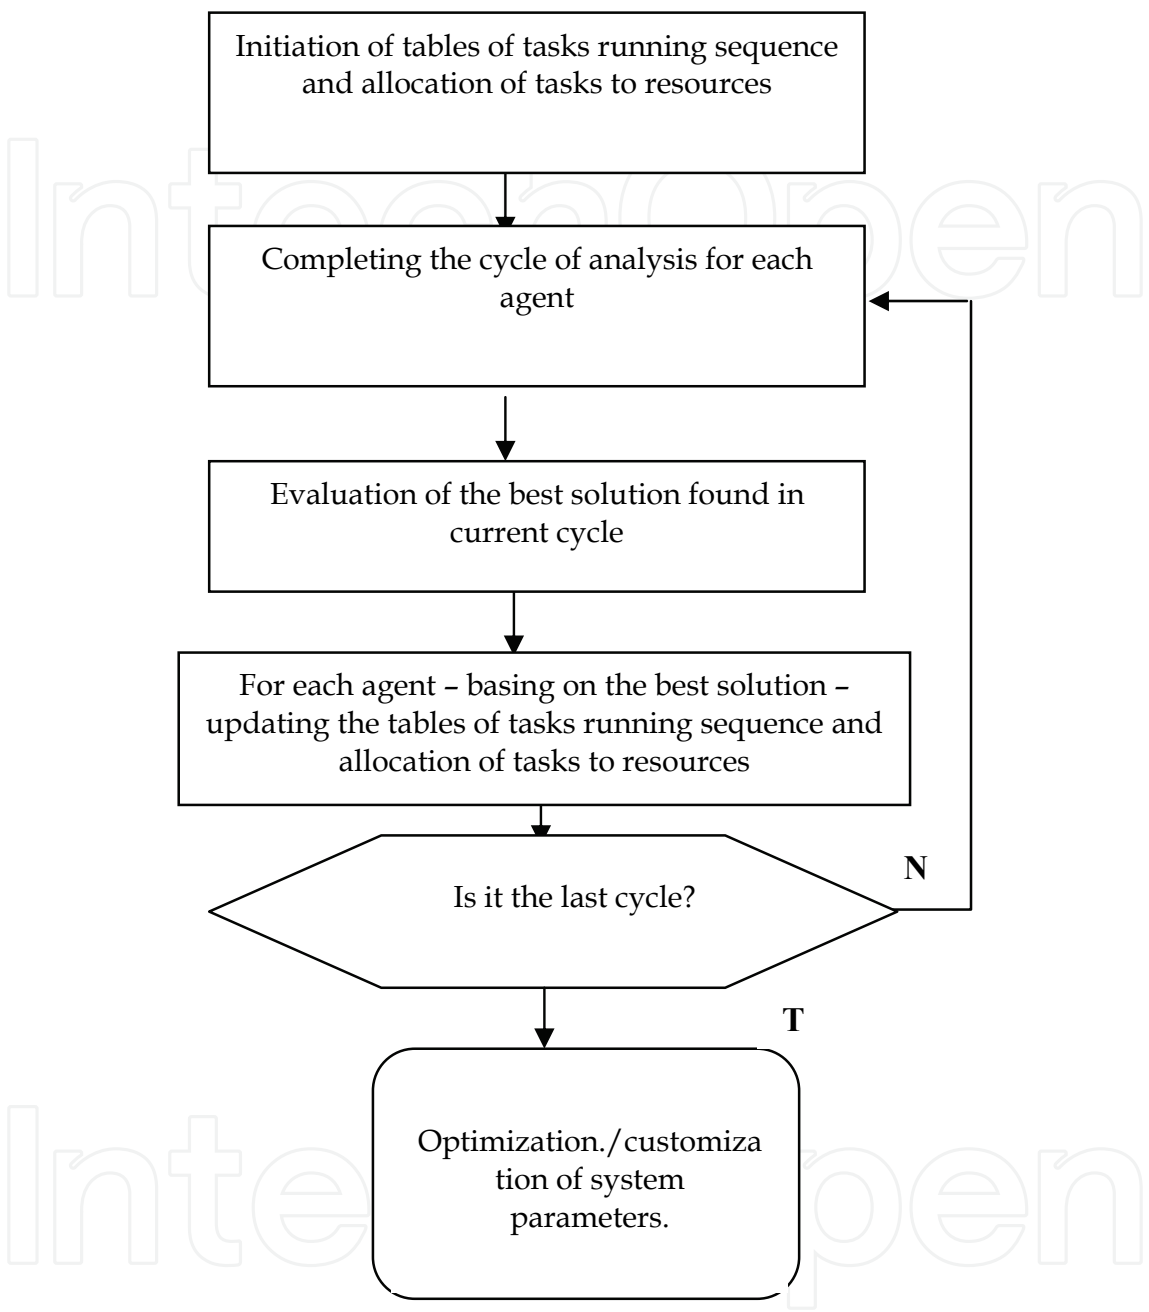 Initiation of tables of tasks running sequence
and allocation of tasks to resources
Completing the cycle of analysis for each
agent
Evaluation of the best solution found in
current cycle
For each agent – basing on the best solution –
updating the tables of tasks running sequence and
allocation of tasks to resources
N
Is it the last cycle?
T
Optimization./customiza
tion of system
parameters.
IntechOpen
IntechOpen